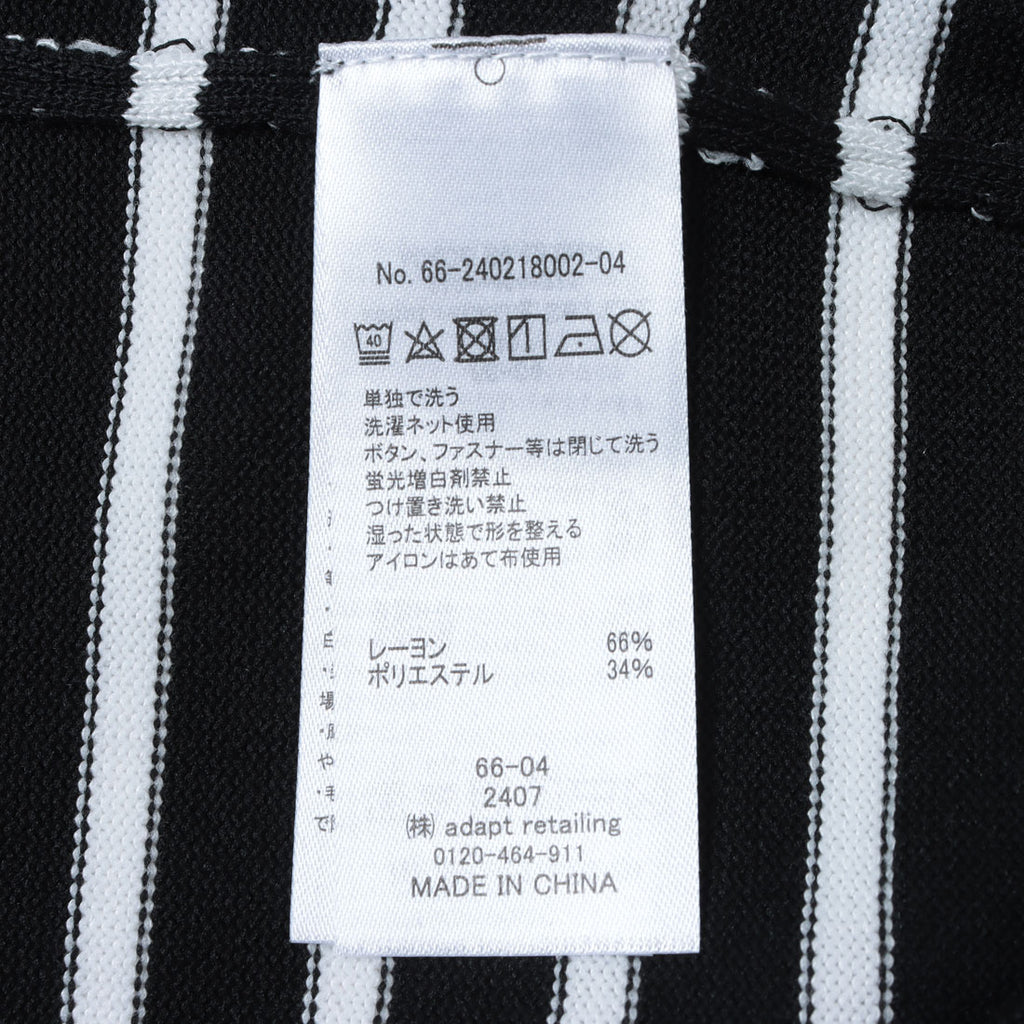 No. 66-240218002-04
40
単独で洗う
洗濯ネット使用
ボタン、ファスナー等は閉じて洗う
蛍光増白剤禁止
つけ置き洗い禁止
湿った状態で形を整える
アイロンはあて布使用
レーヨン 66%
ポリエステル 34%
66-04
2407
㈱ adapt retailing
0120-464-911
MADE IN CHINA